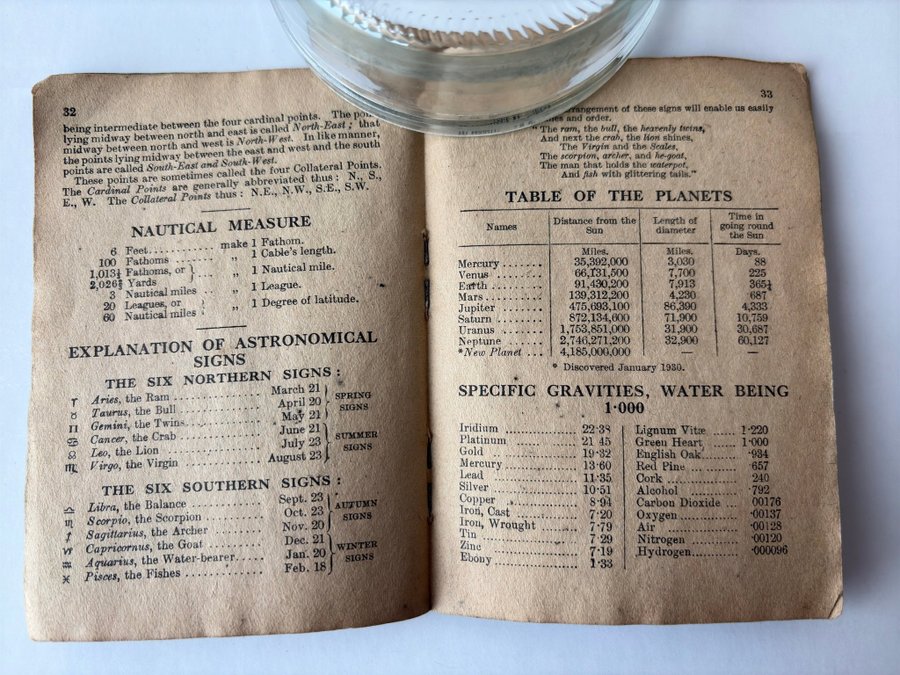 32
being intermediate between the four cardinal points. The
lying midway between north and east is called North-East; that
midway between north and west is North-West. In like manner,
the points lying midway between the east and west and the south
points are called South-East and South-West.
These points are sometimes called the four Collateral Points.
The Cardinal Points are generally abbreviated thus: N., S.,
E., W. The Collateral Points thus: N.E., N.W., S.E., S.W.
NAUTICAL MEASURE
6 Feet............ make 1 Fathom.
100 Fathoms ........ „ 1 Cable's length.
1,013⅓ Fathoms, or } „ 1 Nautical mile.
2,026⅔ Yards
3 Nautical miles .. „ 1 League.
20 Leagues, or } „ 1 Degree of latitude.
60 Nautical miles
EXPLANATION OF ASTRONOMICAL
SIGNS
THE SIX NORTHERN SIGNS:
♈ Aries, the Ram ............ March 21 } SPRING SIGNS
♉ Taurus, the Bull ............ April 20
♊ Gemini, the Twins ............ May 21
♋ Cancer, the Crab ............ June 21 } SUMMER SIGNS
♌ Leo, the Lion ............ July 23
♍ Virgo, the Virgin ............ August 23
THE SIX SOUTHERN SIGNS:
♎ Libra, the Balance ............ Sept. 23 } AUTUMN SIGNS
♏ Scorpio, the Scorpion ............ Oct. 23
♐ Sagittarius, the Archer ............ Nov. 20
♑ Capricornus, the Goat ............ Dec. 21 } WINTER SIGNS
♒ Aquarius, the Water-bearer.... Jan. 20
♓ Pisces, the Fishes ............ Feb. 18
33
arrangement of these signs will enable us easily
and order.
"The ram, the bull, the heavenly twins,
And next the crab, the lion shines,
The Virgin and the Scales,
The scorpion, archer, and he-goat,
The man that holds the waterpot,
And fish with glittering tails."
TABLE OF THE PLANETS
Names | Distance from the Sun | Length of diameter | Time in going round the Sun
Miles. | Miles. | Days.
Mercury ....... 35,392,000 3,030 88
Venus ....... 66,131,500 7,700 225
Earth ....... 91,430,200 7,913 365¼
Mars ....... 139,312,200 4,230 687
Jupiter ....... 475,693,100 86,390 4,333
Saturn ....... 872,134,600 71,900 10,759
Uranus ....... 1,753,851,000 31,900 30,687
Neptune ....... 2,746,271,200 32,900 60,127
*New Planet ... 4,185,000,000 — —
* Discovered January 1930.
SPECIFIC GRAVITIES, WATER BEING
1·000
Iridium ............ 22·38
Platinum ............ 21 45
Gold ............ 19·32
Mercury ............ 13·60
Lead ............ 11·35
Silver ............ 10·51
Copper ............ 8·94
Iron, Cast ............ 7·20
Iron, Wrought ............ 7·79
Tin ............ 7·29
Zinc ............ 7·19
Ebony ............ 1·33
Lignum Vitæ .... 1·220
Green Heart .... 1·000
English Oak .... ·934
Red Pine ........ 657
Cork ............ 240
Alcohol ........ ·792
Carbon Dioxide ... 00176
Oxygen ........ ·00137
Air ............ ·00128
Nitrogen ........ ·00120
Hydrogen ........ ·000096